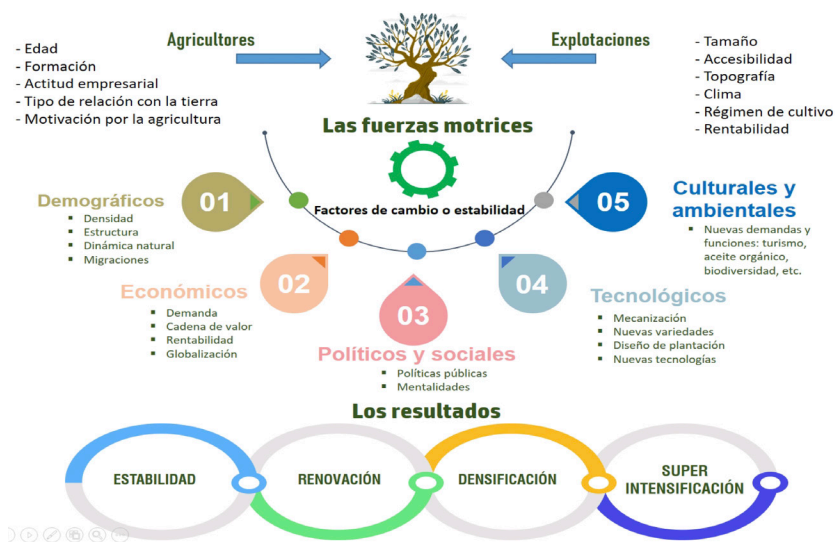 Agricultores
- Edad
- Formación
- Actitud empresarial
- Tipo de relación con la tierra
- Motivación por la agricultura
Explotaciones
- Tamaño
- Accesibilidad
- Topografía
- Clima
- Régimen de cultivo
- Rentabilidad
Las fuerzas motrices
Factores de cambio o estabilidad
01
Demográficos
▪ Densidad
▪ Estructura
▪ Dinámica natural
▪ Migraciones
02
Económicos
▪ Demanda
▪ Cadena de valor
▪ Rentabilidad
▪ Globalización
03
Políticos y sociales
▪ Políticas públicas
▪ Mentalidades
04
Tecnológicos
▪ Mecanización
▪ Nuevas variedades
▪ Diseño de plantación
▪ Nuevas tecnologías
05
Culturales y
ambientales
▪ Nuevas demandas y
funciones: turismo,
aceite orgánico,
biodiversidad, etc.
Los resultados
ESTABILIDAD
RENOVACIÓN
DENSIFICACIÓN
SUPER
INTENSIFICACIÓN